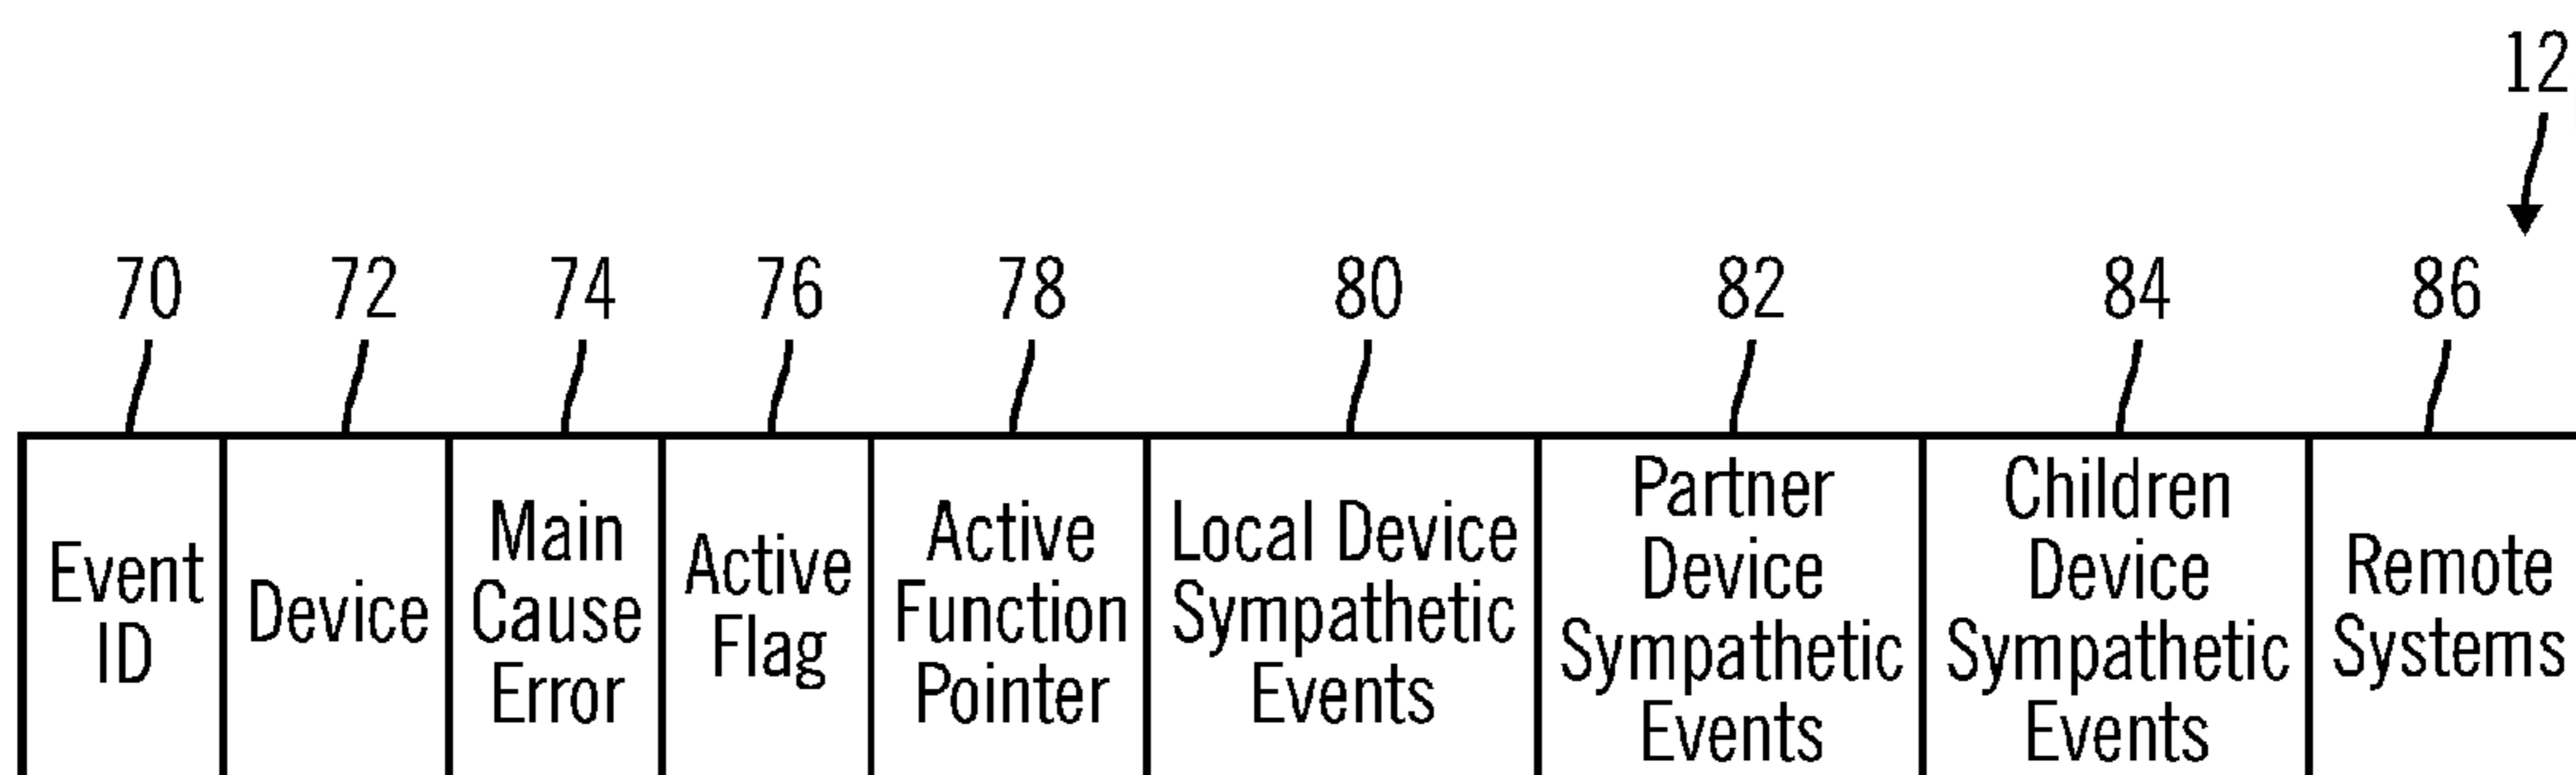 12
70 72 74 76 78 80 82 84 86
Event
ID
Device
Main
Cause
Error
Active
Flag
Active
Function
Pointer
Local Device
Sympathetic
Events
Partner
Device
Sympathetic
Events
Children
Device
Sympathetic
Events
Remote
Systems